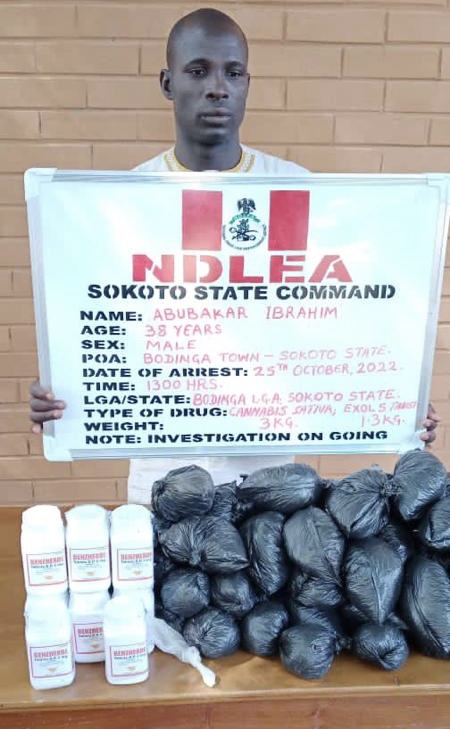 NDLEA
SOKOTO STATE COMMAND
NAME: ABUBAKAR IBRAHIM
AGE: 38 YEARS
SEX: MALE
POA: BODINGA TOWN - SOKOTO STATE.
DATE OF ARREST: 25TH OCTOBER, 2022.
TIME: 1300 HRS.
LGA/STATE: BODINGA L.G.A. SOKOTO STATE.
TYPE OF DRUG: CANNABIS SATIVA, EXOL 5
WEIGHT: 3KG. 1.3KG.
NOTE: INVESTIGATION ON GOING